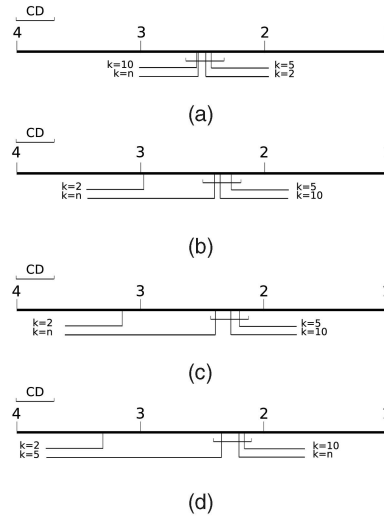 CD
4 3 2
k=10 k=5
k=n k=2
(a)
CD
4 3 2
k=2 k=5
k=n k=10
(b)
CD
4 3 2
k=2 k=5
k=n k=10
(c)
CD
4 3 2
k=2 k=10
k=5 k=n
(d)